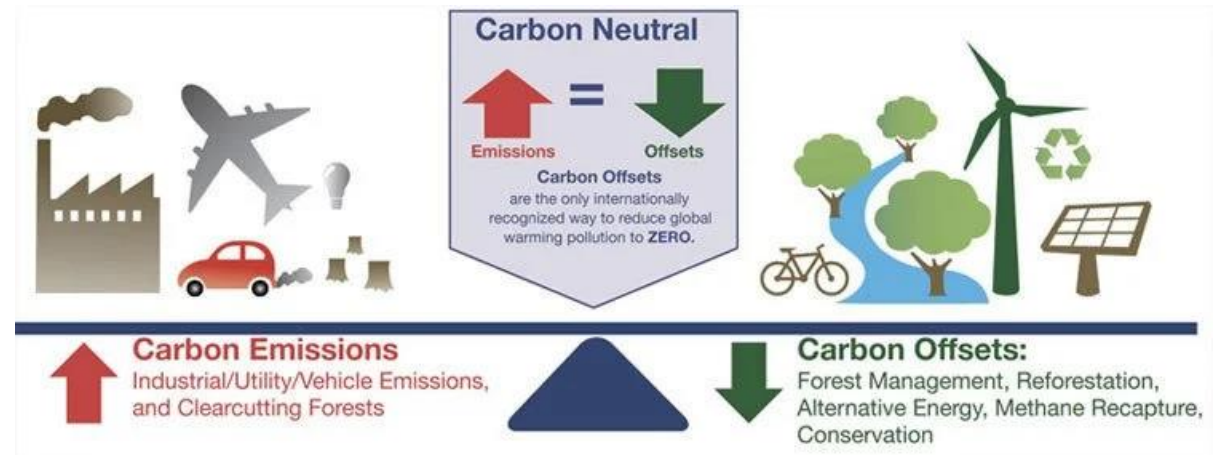 Carbon Neutral
=
Emissions
Offsets
Carbon Offsets
are the only internationally
recognized way to reduce global
warming pollution to ZERO.
Carbon Emissions
Industrial/Utility/Vehicle Emissions,
and Clearcutting Forests
Carbon Offsets:
Forest Management, Reforestation,
Alternative Energy, Methane Recapture,
Conservation